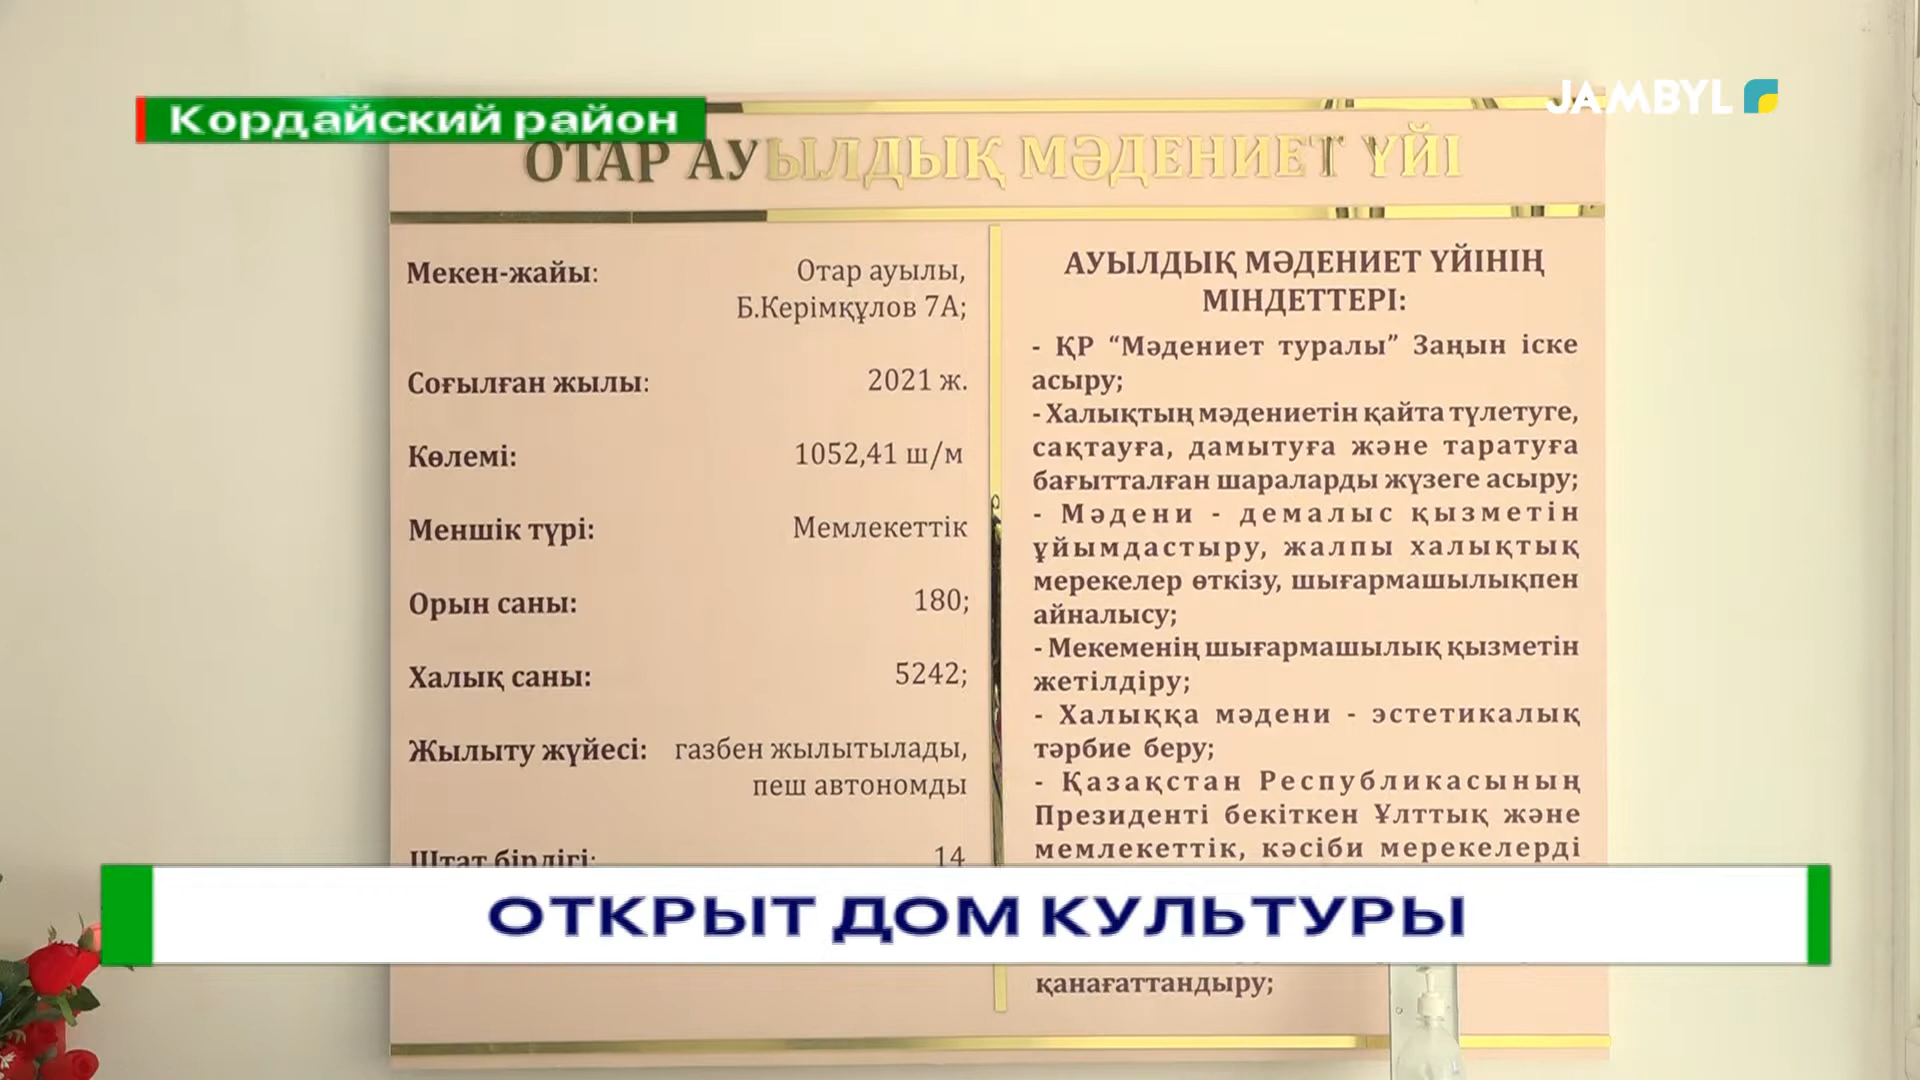 Кордайский район
JAMBYL
ОТАР АУЫЛДЫҚ МӘДЕНИЕТ ҮЙІ
Мекен-жайы: Отар ауылы,
Б.Керімқұлов 7А;
Соғылған жылы: 2021 ж.
Көлемі: 1052,41 ш/м
Меншік түрі: Мемлекеттік
Орын саны: 180;
Халық саны: 5242;
Жылыту жүйесі: газбен жылытылады,
пеш автономды
Штат бірлігі: 14
АУЫЛДЫҚ МӘДЕНИЕТ ҮЙІНІҢ
МІНДЕТТЕРІ:
- ҚР “Мәдениет туралы” Заңын іске
асыру;
- Халықтың мәдениетін қайта түлетуге,
сақтауға, дамытуға және таратуға
бағытталған шараларды жүзеге асыру;
- Мәдени - демалыс қызметін
ұйымдастыру, жалпы халықтық
мерекелер өткізу, шығармашылықпен
айналысу;
- Мекеменің шығармашылық қызметін
жетілдіру;
- Халыққа мәдени - эстетикалық
тәрбие беру;
- Қазақстан Республикасының
Президенті бекіткен Ұлттық және
мемлекеттік, кәсіби мерекелерді
қанағаттандыру;
ОТКРЫТ ДОМ КУЛЬТУРЫ